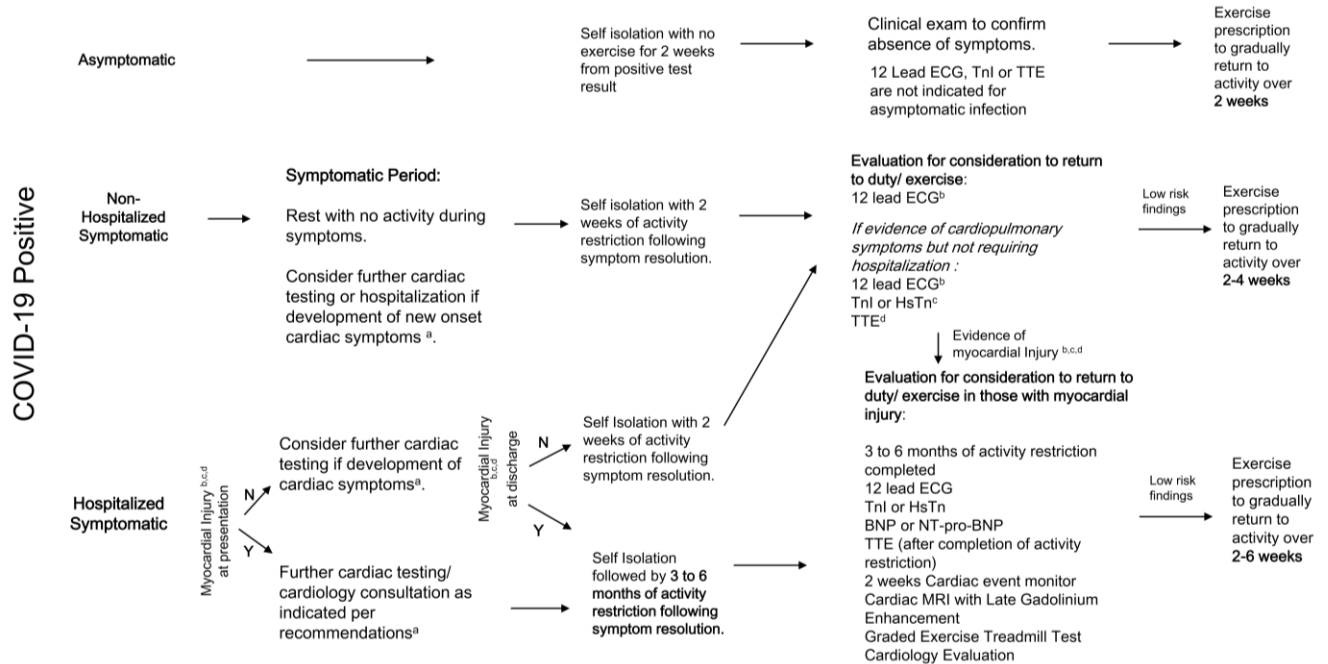 COVID-19 Positive
Asymptomatic
Self isolation with no
exercise for 2 weeks
from positive test
result
Clinical exam to confirm
absence of symptoms.
12 Lead ECG, TnI or TTE
are not indicated for
asymptomatic infection
Exercise
prescription
to gradually
return to
activity over
2 weeks
Non-
Hospitalized
Symptomatic
Symptomatic Period:
Rest with no activity during
symptoms.
Consider further cardiac
testing or hospitalization if
development of new onset
cardiac symptoms a.
Self isolation with 2
weeks of activity
restriction following
symptom resolution.
Evaluation for consideration to return
to duty/ exercise:
12 lead ECGb
If evidence of cardiopulmonary
symptoms but not requiring
hospitalization :
12 lead ECGb
TnI or HsTnc
TTEd
Low risk
findings
Exercise
prescription
to gradually
return to
activity over
2-4 weeks
Evidence of
myocardial Injury b,c,d
Hospitalized
Symptomatic
Myocardial Injury b,c,d
at presentation
N
Y
Consider further cardiac
testing if development of
cardiac symptomsa.
Further cardiac testing/
cardiology consultation as
indicated per
recommendationsa
Myocardial Injury
b,c,d
at discharge
N
Y
Self Isolation with 2
weeks of activity
restriction following
symptom resolution.
Self Isolation
followed by 3 to 6
months of activity
restriction following
symptom resolution.
Evaluation for consideration to return to
duty/ exercise in those with myocardial
injury:
3 to 6 months of activity restriction
completed
12 lead ECG
TnI or HsTn
BNP or NT-pro-BNP
TTE (after completion of activity
restriction)
2 weeks Cardiac event monitor
Cardiac MRI with Late Gadolinium
Enhancement
Graded Exercise Treadmill Test
Cardiology Evaluation
Low risk
findings
Exercise
prescription
to gradually
return to
activity over
2-6 weeks